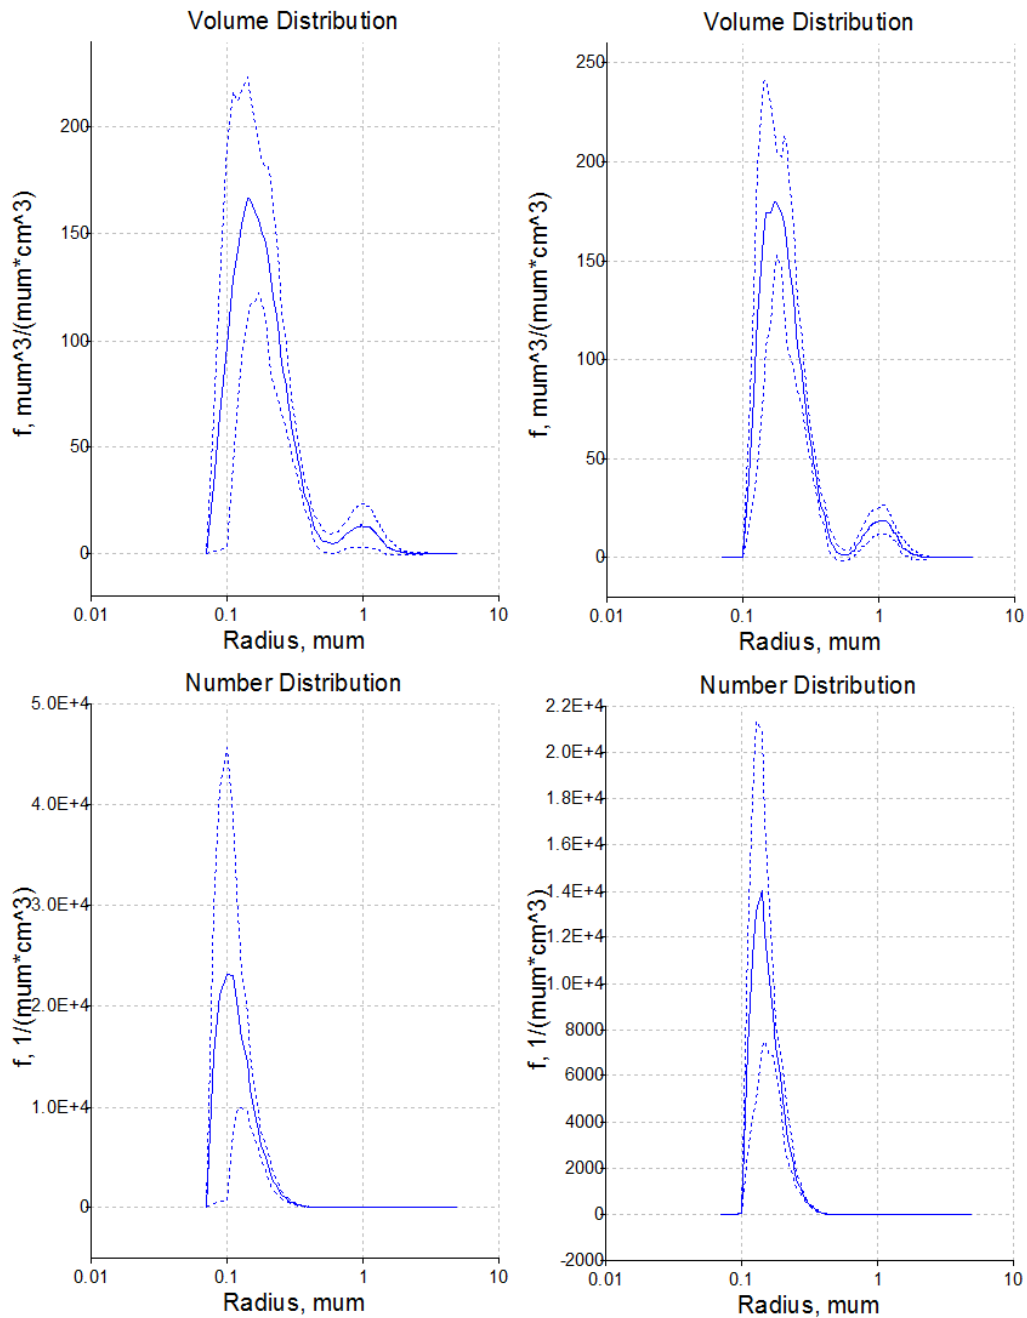 Volume Distribution
200
150
100
50
0
f, mum^3/(mum*cm^3)
0.01 0.1 1 10
Radius, mum
Volume Distribution
250
200
150
100
50
0
f, mum^3/(mum*cm^3)
0.01 0.1 1 10
Radius, mum
Number Distribution
5.0E+4
4.0E+4
3.0E+4
2.0E+4
1.0E+4
0
f, 1/(mum*cm^3)
0.01 0.1 1 10
Radius, mum
Number Distribution
2.2E+4
2.0E+4
1.8E+4
1.6E+4
1.4E+4
1.2E+4
1.0E+4
8000
6000
4000
2000
0
-2000
f, 1/(mum*cm^3)
0.01 0.1 1 10
Radius, mum